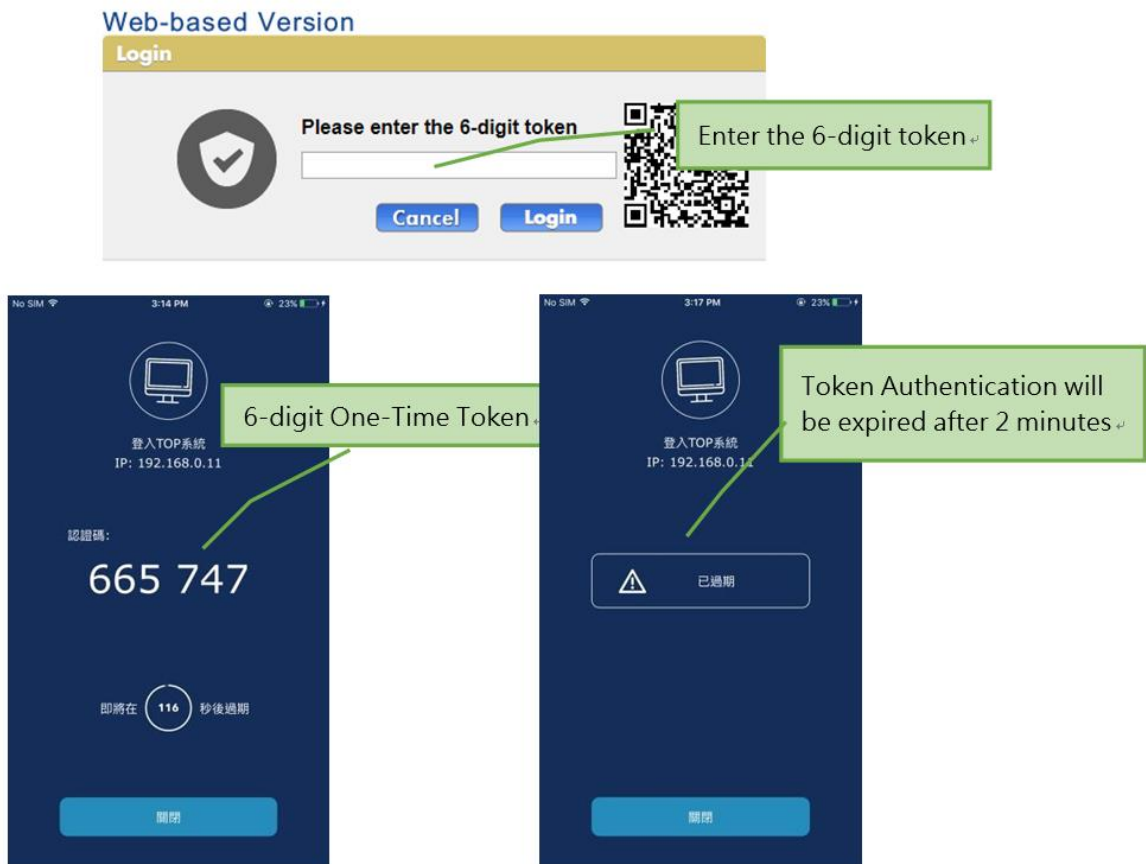 Web-based Version
Login
Please enter the 6-digit token
Enter the 6-digit token
Cancel
Login
No SIM
3:14 PM
23%
登入TOP系統
IP: 192.168.0.11
6-digit One-Time Token
認證碼:
665 747
即將在 116 秒後過期
關閉
No SIM
3:17 PM
23%
登入TOP系統
IP: 192.168.0.11
Token Authentication will
be expired after 2 minutes
已過期
關閉